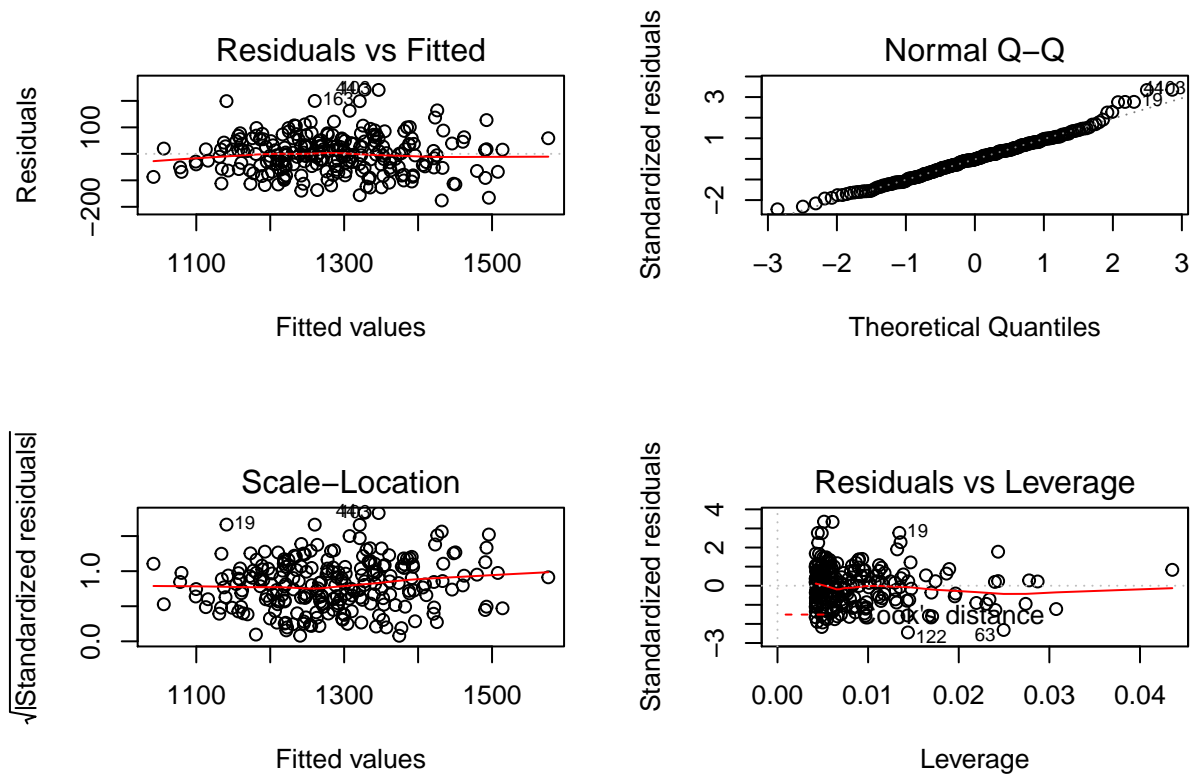 Residuals vs Fitted
Residuals
−200
100
1100
1300
1500
Fitted values
163
Normal Q−Q
Standardized residuals
−2
1
3
−3
−2
−1
0
1
2
3
Theoretical Quantiles
19
Scale−Location
√|Standardized residuals|
0.0
1.0
1100
1300
1500
Fitted values
19
Residuals vs Leverage
Standardized residuals
−3
0
2
4
0.00
0.01
0.02
0.03
0.04
Leverage
Cook's distance
19
122
63